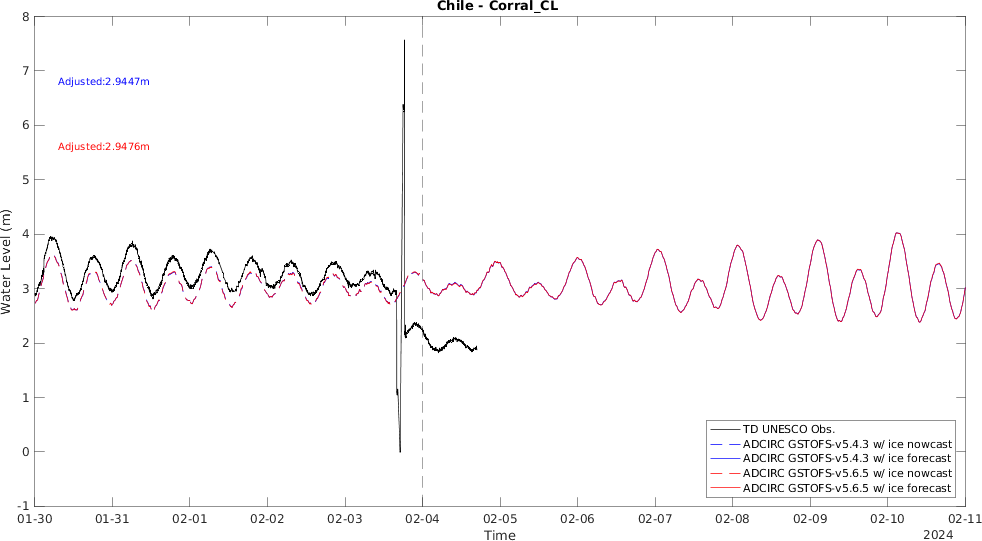 Chile - Corral_CL
8
7
6
5
4
3
2
1
0
-1
Water Level (m)
Adjusted:2.9447m
Adjusted:2.9476m
TD UNESCO Obs.
ADCIRC GSTOFS-v5.4.3 w/ ice nowcast
ADCIRC GSTOFS-v5.4.3 w/ ice forecast
ADCIRC GSTOFS-v5.6.5 w/ ice nowcast
ADCIRC GSTOFS-v5.6.5 w/ ice forecast
01-30 01-31 02-01 02-02 02-03 02-04 02-05 02-06 02-07 02-08 02-09 02-10 02-11
Time
2024